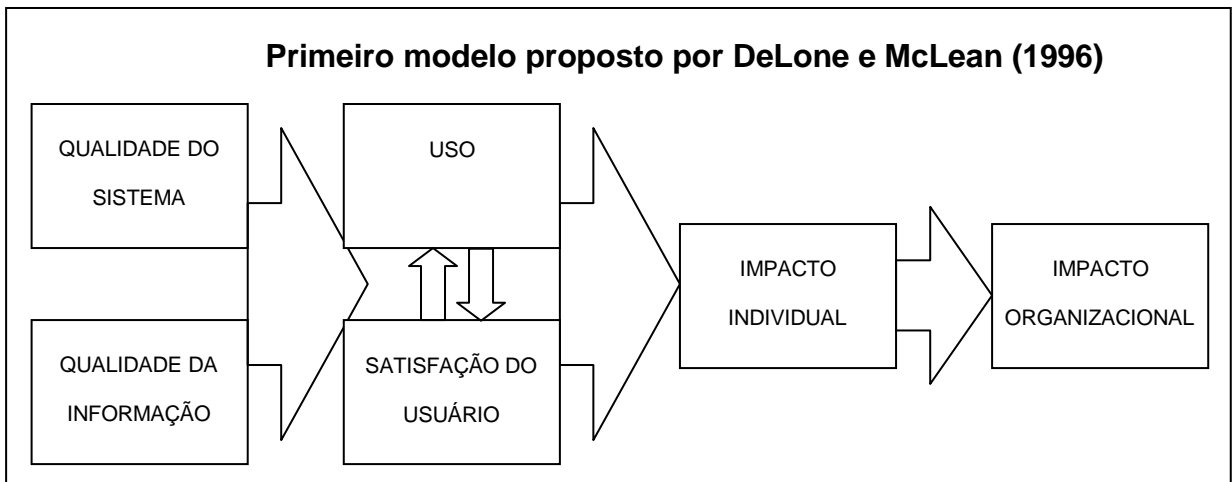 Primeiro modelo proposto por DeLone e McLean (1996)
QUALIDADE DO
SISTEMA
USO
IMPACTO
INDIVIDUAL
IMPACTO
ORGANIZACIONAL
QUALIDADE DA
INFORMAÇÃO
SATISFAÇÃO DO
USUÁRIO